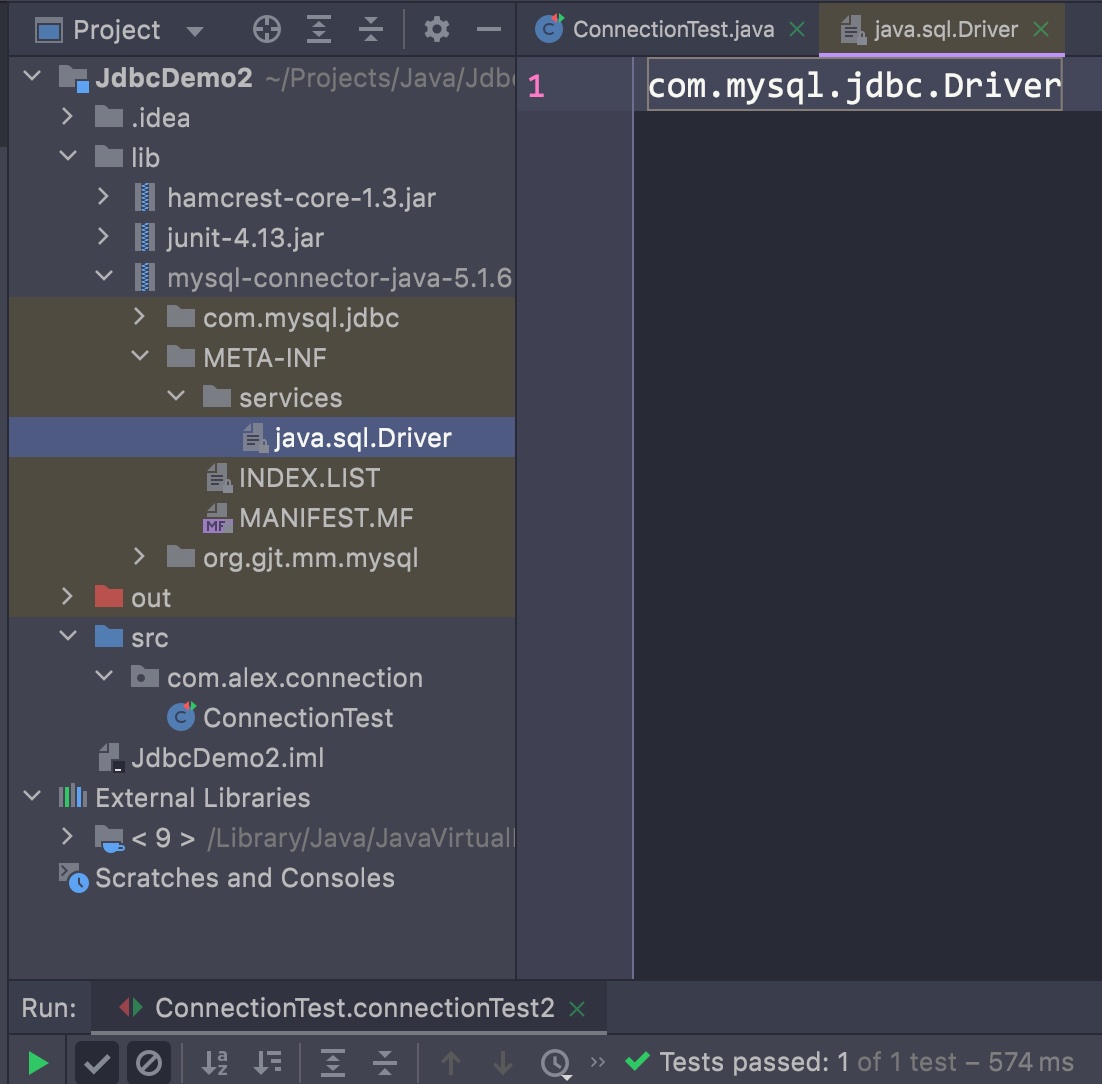 Project
ConnectionTest.java
java.sql.Driver
JdbcDemo2 ~/Projects/Java/Jdb
1 com.mysql.jdbc.Driver
.idea
lib
hamcrest-core-1.3.jar
junit-4.13.jar
mysql-connector-java-5.1.6
com.mysql.jdbc
META-INF
services
java.sql.Driver
INDEX.LIST
MF MANIFEST.MF
org.gjt.mm.mysql
out
src
com.alex.connection
C ConnectionTest
JdbcDemo2.iml
External Libraries
< 9 > /Library/Java/JavaVirtual
Scratches and Consoles
Run: ConnectionTest.connectionTest2
Tests passed: 1 of 1 test – 574 ms